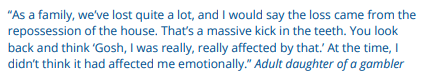 “As a family, we’ve lost quite a lot, and I would say the loss came from the
repossession of the house. That’s a massive kick in the teeth. You look
back and think ‘Gosh, I was really, really affected by that.’ At the time, I
didn’t think it had affected me emotionally.” Adult daughter of a gambler